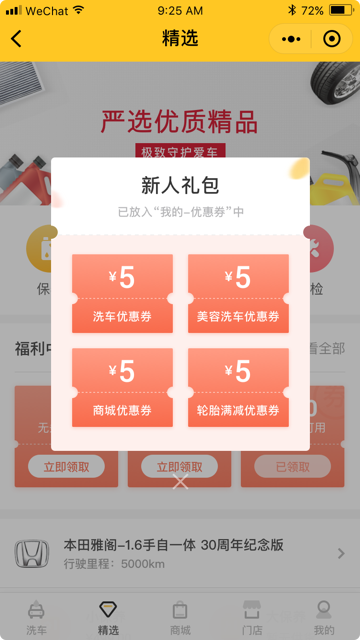 WeChat 9:25 AM 72%
精选
严选优质精品
极致守护爱车
新人礼包
已放入“我的-优惠券”中
¥5 ¥5
洗车优惠券 美容洗车优惠券
¥5 ¥5
商城优惠券 轮胎满减优惠券
保 检
福利 看全部
无 可用
立即领取 立即领取 已领取
本田雅阁-1.6手自一体 30周年纪念版
行驶里程：5000km
洗车 精选 商城 门店 我的